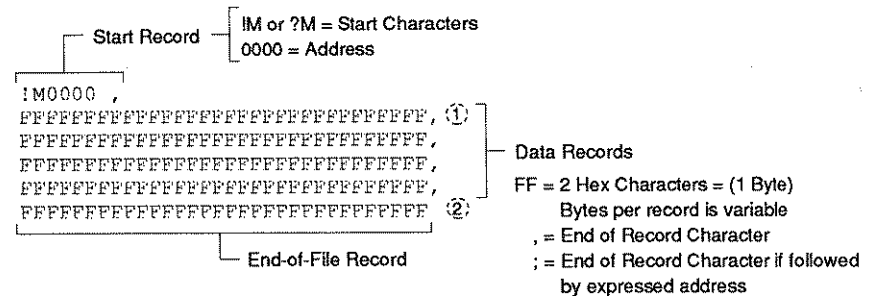 Start Record
!M or ?M = Start Characters
0000 = Address
!M0000 ,
FFFFFFFFFFFFFFFFFFFFFFFFFFFFFFFF, ①
FFFFFFFFFFFFFFFFFFFFFFFFFFFFFFFF,
FFFFFFFFFFFFFFFFFFFFFFFFFFFFFFFF,
FFFFFFFFFFFFFFFFFFFFFFFFFFFFFFFF,
FFFFFFFFFFFFFFFFFFFFFFFFFFFFFFFF ②
End-of-File Record
Data Records
FF = 2 Hex Characters = (1 Byte)
Bytes per record is variable
, = End of Record Character
; = End of Record Character if followed
by expressed address